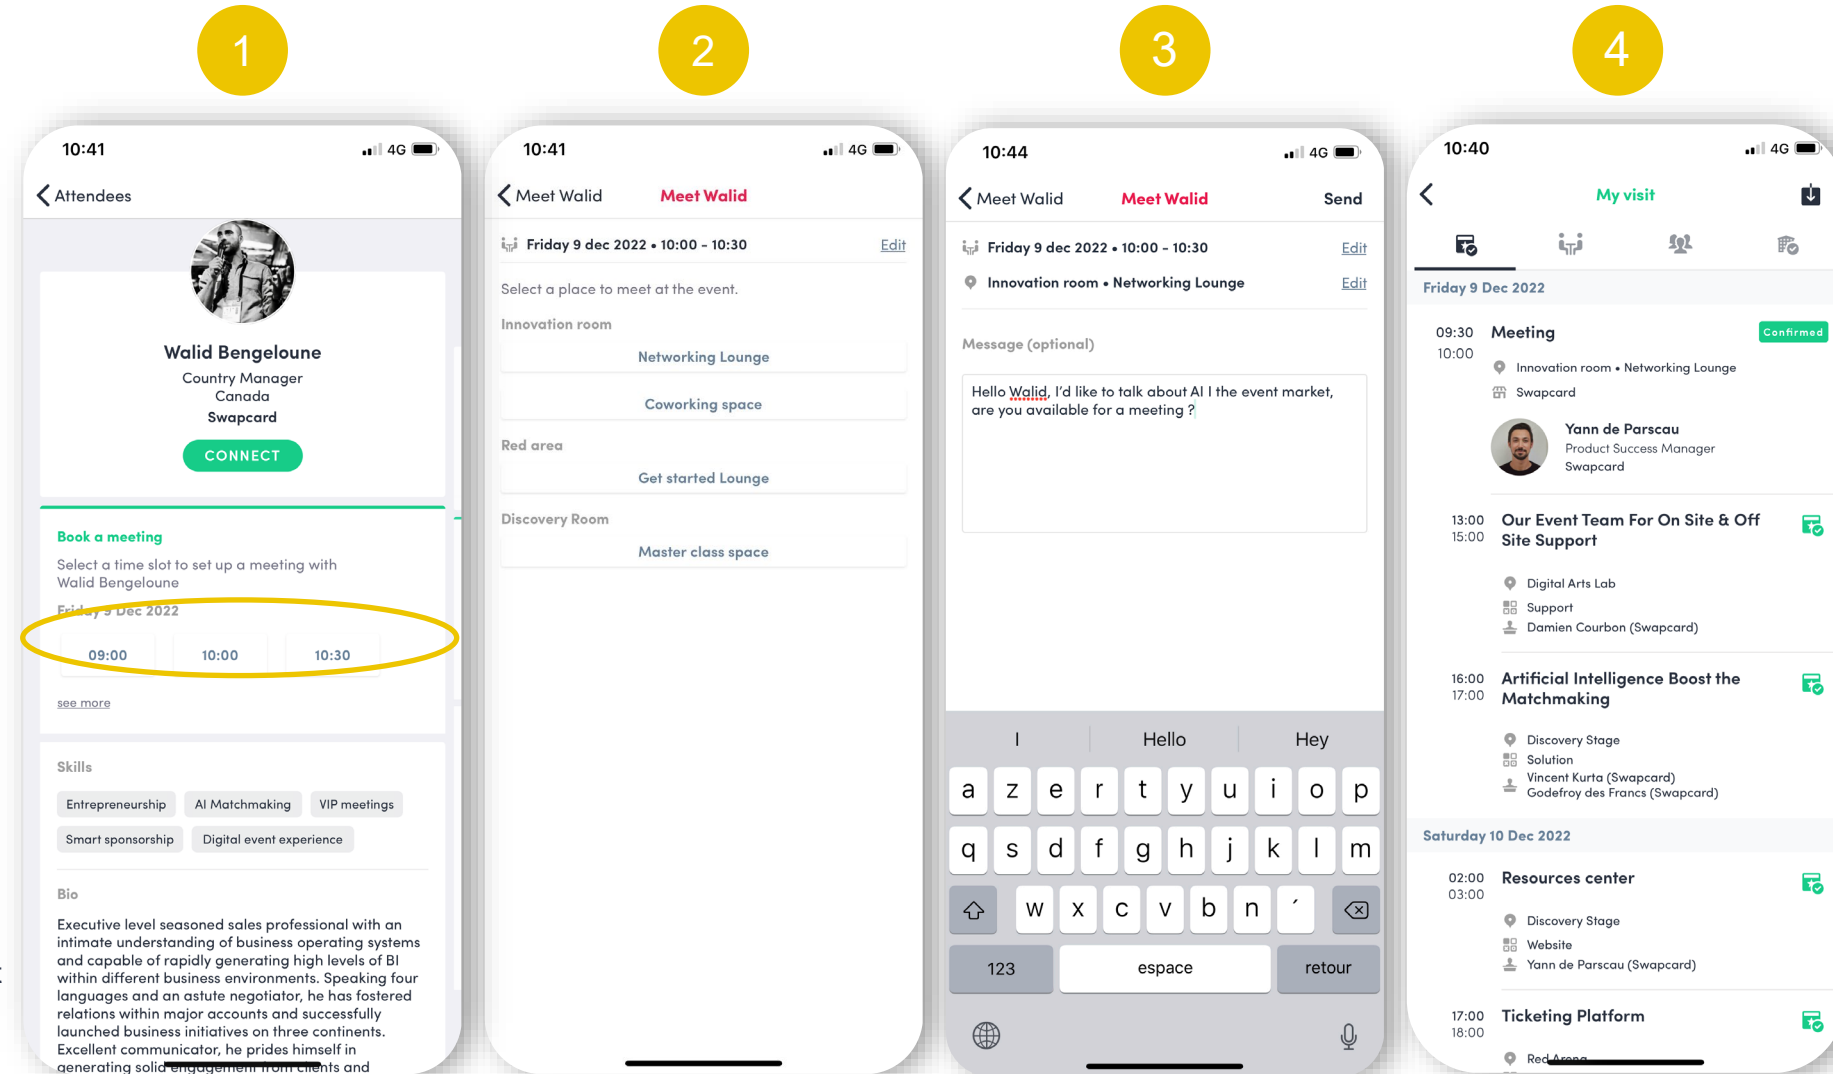 1
2
3
4
10:41
4G
Attendees
Walid Bengeloune
Country Manager
Canada
Swapcard
CONNECT
Book a meeting
Select a time slot to set up a meeting with
Walid Bengeloune
Friday 9 Dec 2022
09:00 10:00 10:30
see more
Skills
Entrepreneurship AI Matchmaking VIP meetings
Smart sponsorship Digital event experience
Bio
Executive level seasoned sales professional with an
intimate understanding of business operating systems
and capable of rapidly generating high levels of BI
within different business environments. Speaking four
languages and an astute negotiator, he has fostered
relations within major accounts and successfully
launched business initiatives on three continents.
Excellent communicator, he prides himself in
generating solid engagement from clients and
10:41
4G
Meet Walid Meet Walid
Friday 9 dec 2022 • 10:00 - 10:30 Edit
Select a place to meet at the event.
Innovation room
Networking Lounge
Coworking space
Red area
Get started Lounge
Discovery Room
Master class space
10:44
4G
Meet Walid Meet Walid Send
Friday 9 dec 2022 • 10:00 - 10:30 Edit
Innovation room • Networking Lounge Edit
Message (optional)
Hello Walid, I'd like to talk about AI I the event market,
are you available for a meeting ?
I Hello Hey
a z e r t y u i o p
q s d f g h j k l m
w x c v b n ´
123 espace retour
10:40
4G
My visit
Friday 9 Dec 2022
09:30 Meeting Confirmed
10:00
Innovation room • Networking Lounge
Swapcard
Yann de Parscau
Product Success Manager
Swapcard
13:00 Our Event Team For On Site & Off
15:00 Site Support
Digital Arts Lab
Support
Damien Courbon (Swapcard)
16:00 Artificial Intelligence Boost the
17:00 Matchmaking
Discovery Stage
Solution
Vincent Kurta (Swapcard)
Godefroy des Francs (Swapcard)
Saturday 10 Dec 2022
02:00 Resources center
03:00
Discovery Stage
Website
Yann de Parscau (Swapcard)
17:00 Ticketing Platform
18:00
Red Arena